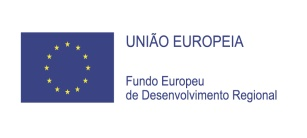 UNIÃO EUROPEIA
Fundo Europeu
de Desenvolvimento Regional